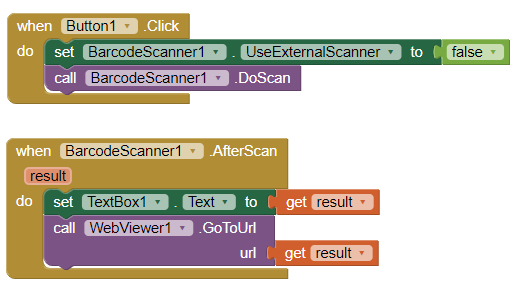 when Button1 .Click
do set BarcodeScanner1 . UseExternalScanner to false
call BarcodeScanner1 .DoScan
when BarcodeScanner1 .AfterScan
result
do set TextBox1 . Text to get result
call WebViewer1 .GoToUrl
url get result